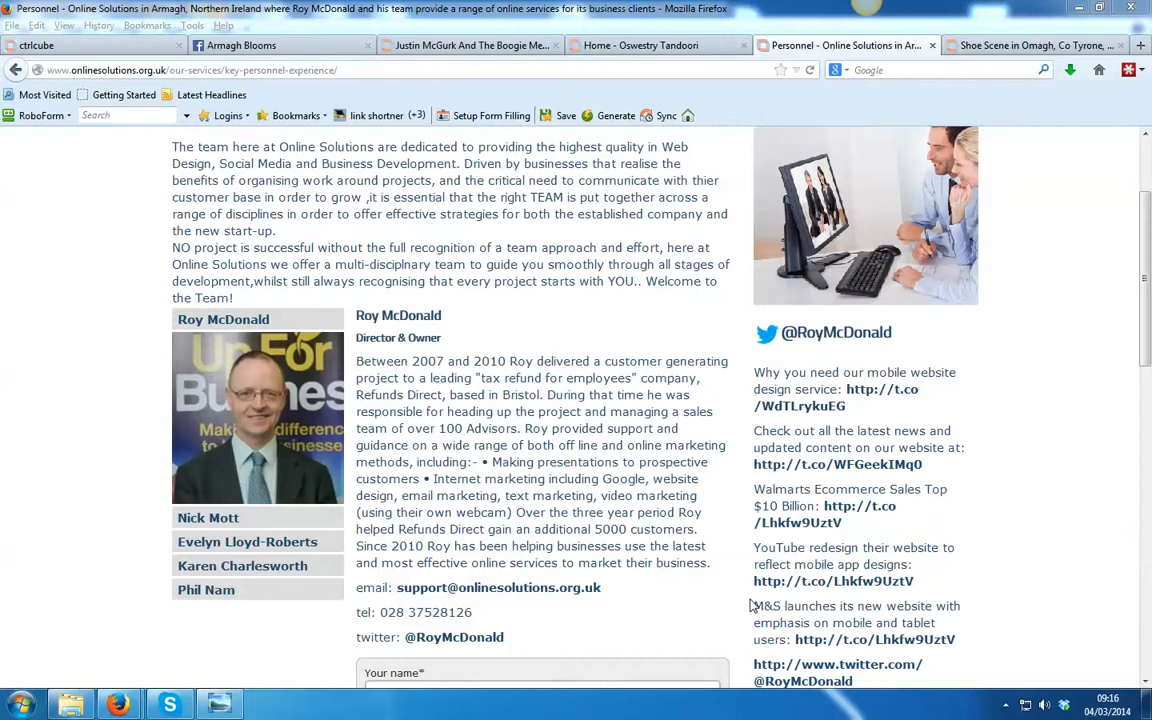 Personnel - Online Solutions in Armagh, Northern Ireland where Roy McDonald and his team provide a range of online services for its business clients - Mozilla Firefox
File Edit View History Bookmarks Tools Help
ctrlcube
Armagh Blooms
Justin McGurk And The Boogie Me...
Home - Oswestry Tandoori
Personnel - Online Solutions in Ar...
Shoe Scene in Omagh, Co Tyrone, ...
www.onlinesolutions.org.uk/our-services/key-personnel-experience/
Google
Most Visited Getting Started Latest Headlines
RoboForm Search Logins Bookmarks link shortner (+3) Setup Form Filling Save Generate Sync
The team here at Online Solutions are dedicated to providing the highest quality in Web
Design, Social Media and Business Development. Driven by businesses that realise the
benefits of organising work around projects, and the critical need to communicate with thier
customer base in order to grow ,it is essential that the right TEAM is put together across a
range of disciplines in order to offer effective strategies for both the established company and
the new start-up.
NO project is successful without the full recognition of a team approach and effort, here at
Online Solutions we offer a multi-disciplnary team to guide you smoothly through all stages of
development,whilst still always recognising that every project starts with YOU.. Welcome to
the Team!
Roy McDonald
Up For
Business
Nick Mott
Evelyn Lloyd-Roberts
Karen Charlesworth
Phil Nam
Roy McDonald
Director & Owner
Between 2007 and 2010 Roy delivered a customer generating
project to a leading "tax refund for employees" company,
Refunds Direct, based in Bristol. During that time he was
responsible for heading up the project and managing a sales
team of over 100 Advisors. Roy provided support and
guidance on a wide range of both off line and online marketing
methods, including:- • Making presentations to prospective
customers • Internet marketing including Google, website
design, email marketing, text marketing, video marketing
(using their own webcam) Over the three year period Roy
helped Refunds Direct gain an additional 5000 customers.
Since 2010 Roy has been helping businesses use the latest
and most effective online services to market their business.
email: support@onlinesolutions.org.uk
tel: 028 37528126
twitter: @RoyMcDonald
Your name*
@RoyMcDonald
Why you need our mobile website
design service: http://t.co
/WdTLrykuEG
Check out all the latest news and
updated content on our website at:
http://t.co/WFGeekIMq0
Walmarts Ecommerce Sales Top
$10 Billion: http://t.co
/Lhkfw9UztV
YouTube redesign their website to
reflect mobile app designs:
http://t.co/Lhkfw9UztV
M&S launches its new website with
emphasis on mobile and tablet
users: http://t.co/Lhkfw9UztV
http://www.twitter.com/
@RoyMcDonald
09:16
04/03/2014